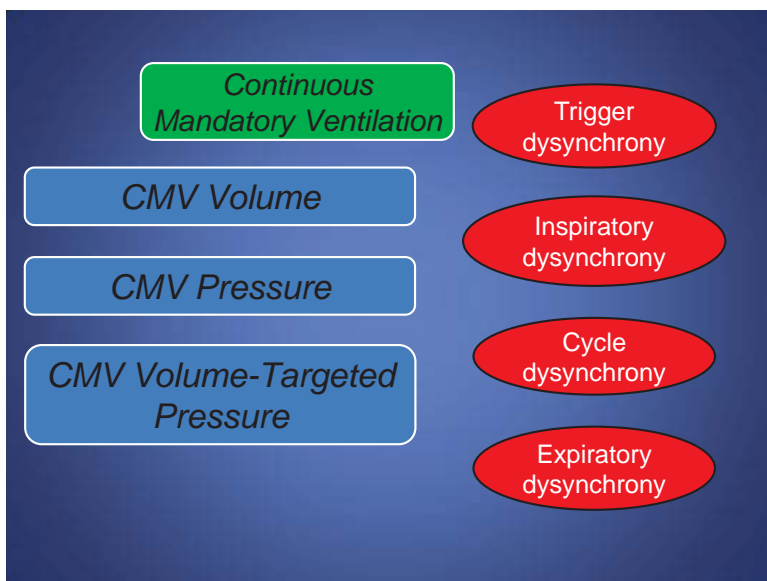 Continuous
Mandatory Ventilation
CMV Volume
CMV Pressure
CMV Volume-Targeted
Pressure
Trigger
dysynchrony
Inspiratory
dysynchrony
Cycle
dysynchrony
Expiratory
dysynchrony